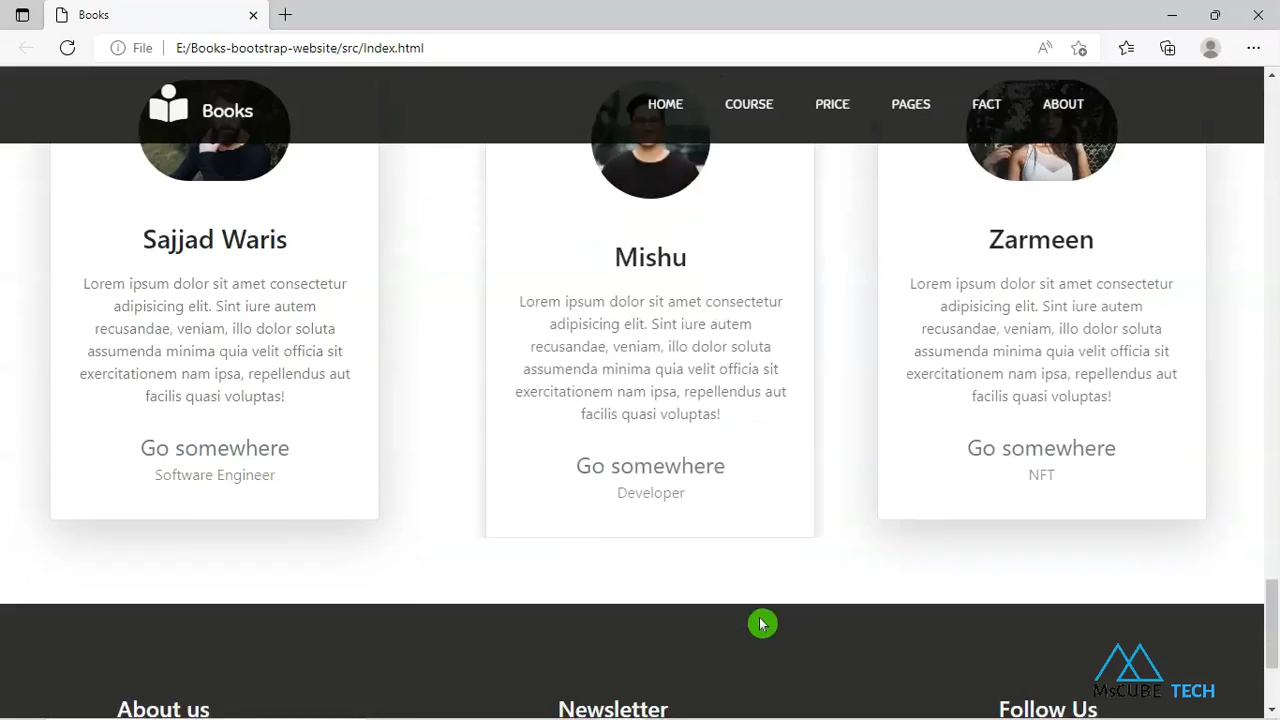 Books
File
E:/Books-bootstrap-website/src/Index.html
Books
HOME
COURSE
PRICE
PAGES
FACT
ABOUT
Sajjad Waris
Lorem ipsum dolor sit amet consectetur
adipisicing elit. Sint iure autem
recusandae, veniam, illo dolor soluta
assumenda minima quia velit officia sit
exercitationem nam ipsa, repellendus aut
facilis quasi voluptas!
Go somewhere
Software Engineer
Mishu
Lorem ipsum dolor sit amet consectetur
adipisicing elit. Sint iure autem
recusandae, veniam, illo dolor soluta
assumenda minima quia velit officia sit
exercitationem nam ipsa, repellendus aut
facilis quasi voluptas!
Go somewhere
Developer
Zarmeen
Lorem ipsum dolor sit amet consectetur
adipisicing elit. Sint iure autem
recusandae, veniam, illo dolor soluta
assumenda minima quia velit officia sit
exercitationem nam ipsa, repellendus aut
facilis quasi voluptas!
Go somewhere
NFT
About us
Newsletter
Follow Us
MsCUBE TECH